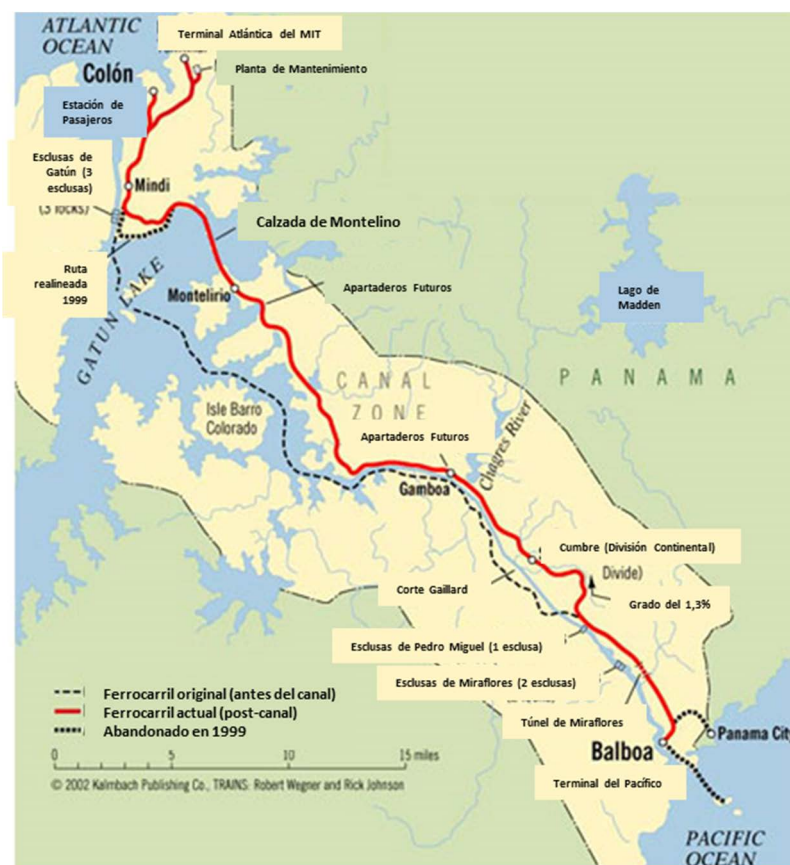 ATLANTIC
OCEAN
Terminal Atlántica del MIT
Colón
Planta de Mantenimiento
Estación de
Pasajeros
Esclusas de
Gatún (3
esclusas)
Mindi
(3 locks)
Calzada de Montelino
Ruta
realineada
1999
GATUN LAKE
Montelirio
Apartaderos Futuros
Lago de
Madden
PANAMA
CANAL
ZONE
Isle Barro
Colorado
Apartaderos Futuros
Chagres River
Gamboa
Cumbre (División Continental)
Divide)
Corte Gaillard
Grado del 1,3%
Esclusas de Pedro Miguel (1 esclusa)
Esclusas de Miraflores (2 esclusas)
Ferrocarril original (antes del canal)
Ferrocarril actual (post-canal)
Abandonado en 1999
Túnel de Miraflores
Panama City
Balboa
0 5 10 15 miles
Terminal del Pacífico
© 2002 Kalmbach Publishing Co., TRAINS: Robert Wegner and Rick Johnson
PACIFIC
OCEAN